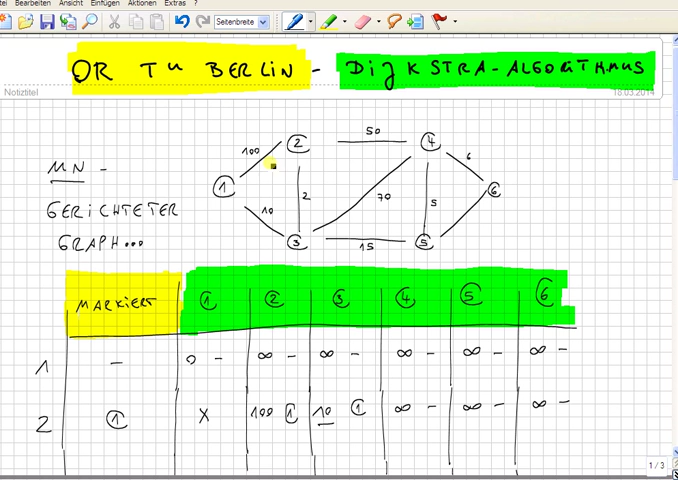 Bearbeiten Ansicht Einfügen Aktionen Extras ?
Seitenbreite
OR TU BERLIN - DIJKSTRA-ALGORITHMUS
Notiztitel
18.03.2014
100
2
50
4
6
MN -
1
6
GERICHTETER
10
2
70
5
GRAPH...
3
15
5
MARKIERT 1 2 3 4 5 6
1 - 0 - ∞ - ∞ - ∞ - ∞ - ∞ -
2 1 X 100 1 10 1 ∞ - ∞ - ∞ -
1/3